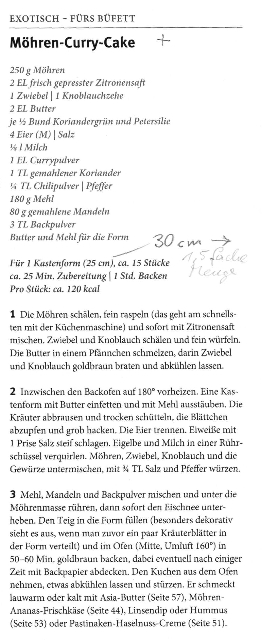 EXOTISCH – FÜRS BÜFETT
Möhren-Curry-Cake +
250 g Möhren
2 EL frisch gepresster Zitronensaft
1 Zwiebel | 1 Knoblauchzehe
2 EL Butter
je ½ Bund Koriandergrün und Petersilie
4 Eier (M) | Salz
⅛ l Milch
1 EL Currypulver
1 TL gemahlener Koriander
¼ TL Chilipulver | Pfeffer
180 g Mehl
80 g gemahlene Mandeln
3 TL Backpulver
Butter und Mehl für die Form
30 cm →
1,5 fache
Menge
Für 1 Kastenform (25 cm), ca. 15 Stücke
ca. 25 Min. Zubereitung | 1 Std. Backen
Pro Stück: ca. 120 kcal
1 Die Möhren schälen, fein raspeln (das geht am schnells-
ten mit der Küchenmaschine) und sofort mit Zitronensaft
mischen. Zwiebel und Knoblauch schälen und fein würfeln.
Die Butter in einem Pfännchen schmelzen, darin Zwiebel
und Knoblauch goldbraun braten und abkühlen lassen.
2 Inzwischen den Backofen auf 180° vorheizen. Eine Kas-
tenform mit Butter einfetten und mit Mehl ausstäuben. Die
Kräuter abbrausen und trocken schütteln, die Blättchen
abzupfen und grob hacken. Die Eier trennen. Eiweiße mit
1 Prise Salz steif schlagen. Eigelbe und Milch in einer Rühr-
schüssel verquirlen. Möhren, Zwiebel, Knoblauch und die
Gewürze untermischen, mit ¾ TL Salz und Pfeffer würzen.
3 Mehl, Mandeln und Backpulver mischen und unter die
Möhrenmasse rühren, dann sofort den Eischnee unter-
heben. Den Teig in die Form füllen (besonders dekorativ
sieht es aus, wenn man zuvor ein paar Kräuterblätter in
der Form verteilt) und im Ofen (Mitte, Umluft 160°) in
50–60 Min. goldbraun backen, dabei eventuell nach einiger
Zeit mit Backpapier abdecken. Den Kuchen aus dem Ofen
nehmen, etwas abkühlen lassen und stürzen. Er schmeckt
lauwarm oder kalt mit Asia-Butter (Seite 57), Möhren-
Ananas-Frischkäse (Seite 44), Linsendip oder Hummus
(Seite 53) oder Pastinaken-Haselnuss-Creme (Seite 51).